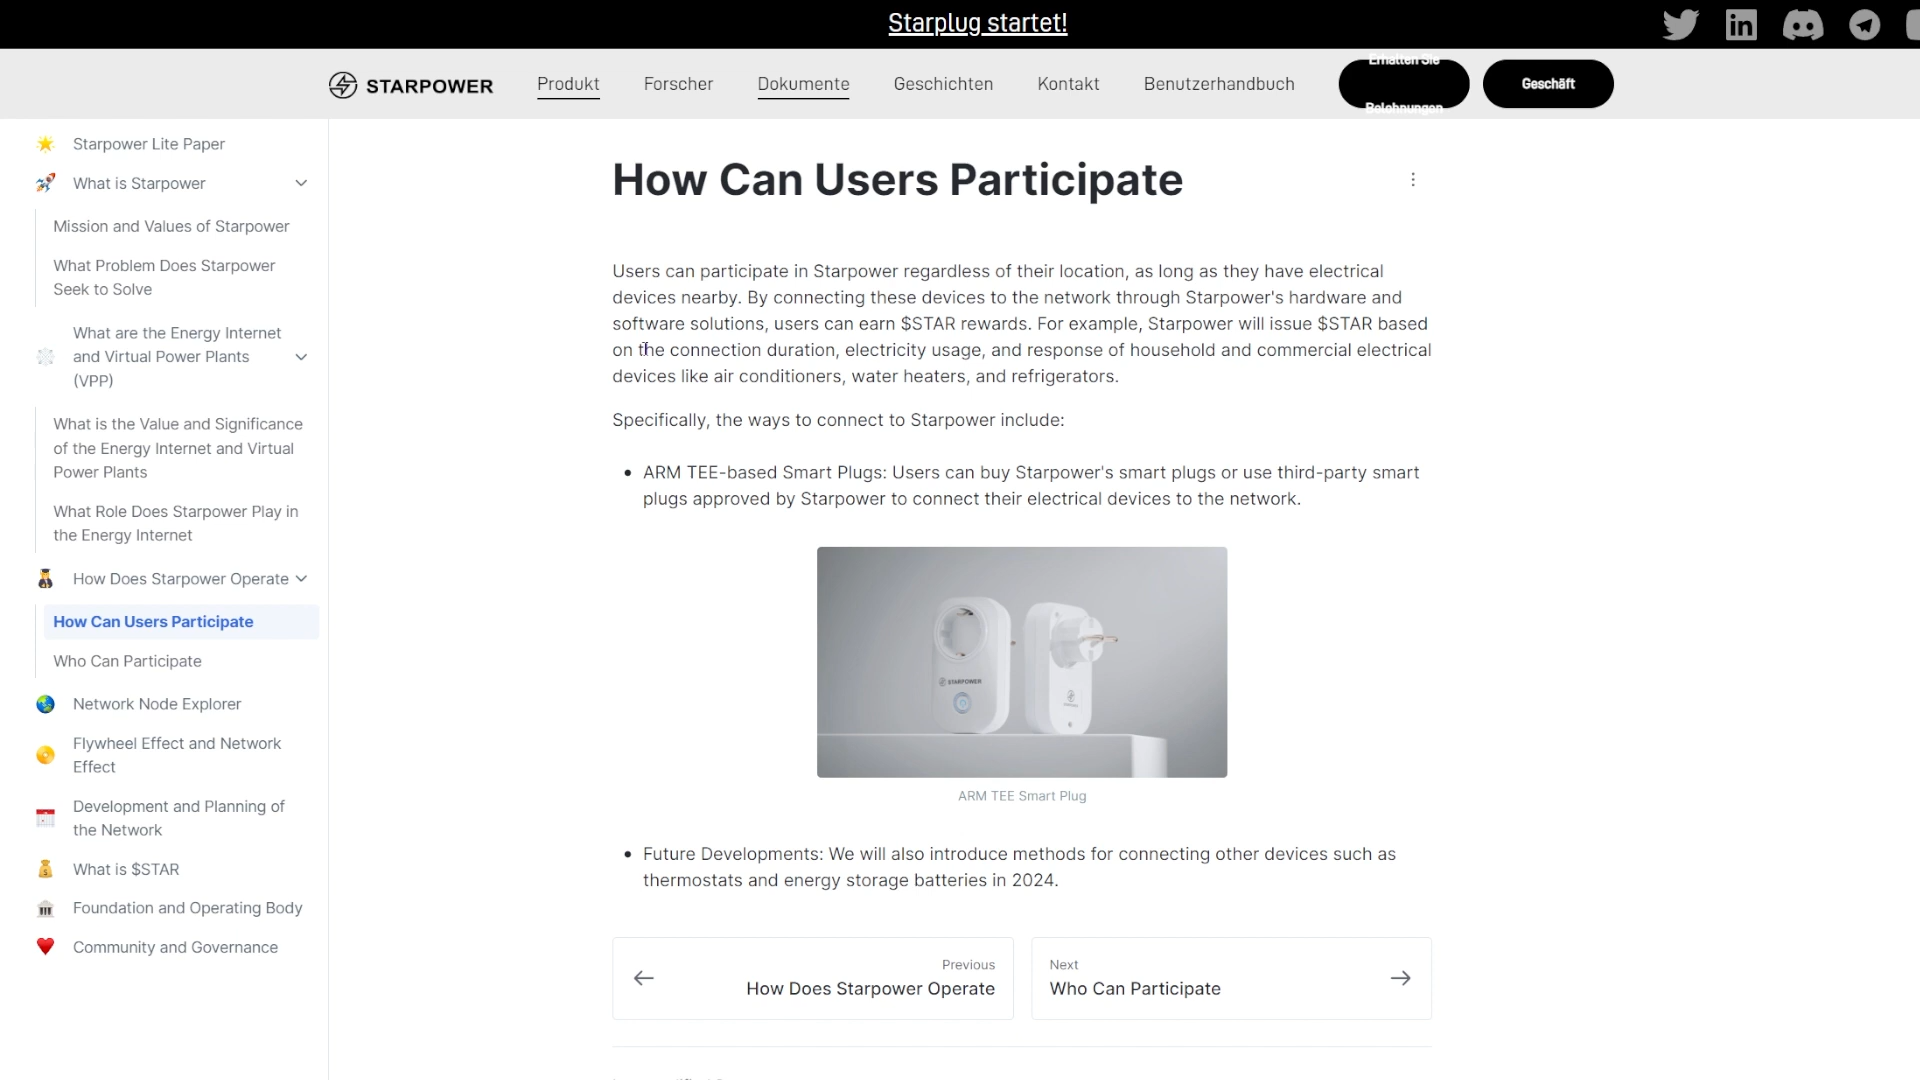 Starplug startet!
STARPOWER
Produkt
Forscher
Dokumente
Geschichten
Kontakt
Benutzerhandbuch
Erhalten Sie
Belohnungen
Geschäft
Starpower Lite Paper
What is Starpower
Mission and Values of Starpower
What Problem Does Starpower
Seek to Solve
What are the Energy Internet
and Virtual Power Plants
(VPP)
What is the Value and Significance
of the Energy Internet and Virtual
Power Plants
What Role Does Starpower Play in
the Energy Internet
How Does Starpower Operate
How Can Users Participate
Who Can Participate
Network Node Explorer
Flywheel Effect and Network
Effect
Development and Planning of
the Network
What is $STAR
Foundation and Operating Body
Community and Governance
How Can Users Participate
Users can participate in Starpower regardless of their location, as long as they have electrical
devices nearby. By connecting these devices to the network through Starpower's hardware and
software solutions, users can earn $STAR rewards. For example, Starpower will issue $STAR based
on the connection duration, electricity usage, and response of household and commercial electrical
devices like air conditioners, water heaters, and refrigerators.
Specifically, the ways to connect to Starpower include:
• ARM TEE-based Smart Plugs: Users can buy Starpower's smart plugs or use third-party smart
plugs approved by Starpower to connect their electrical devices to the network.
STARPOWER
ARM TEE Smart Plug
• Future Developments: We will also introduce methods for connecting other devices such as
thermostats and energy storage batteries in 2024.
Previous
How Does Starpower Operate
Next
Who Can Participate